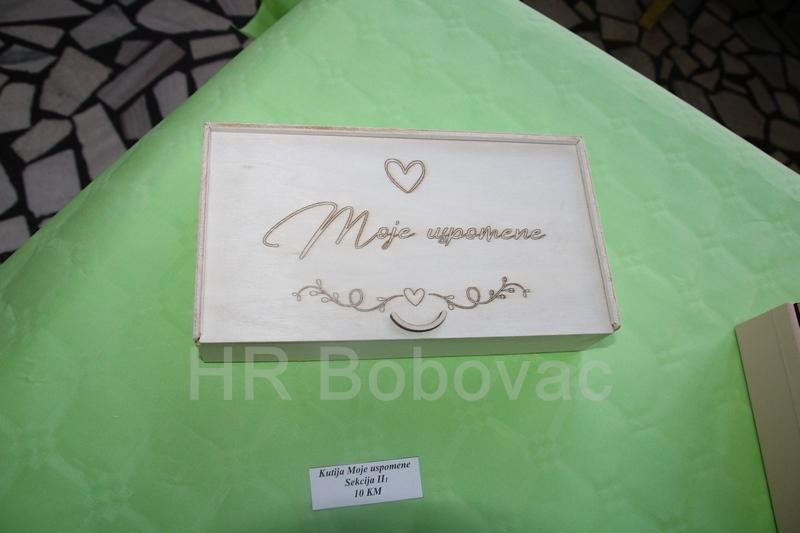 Moje uspomene
HR Bobovac
Kutija Moje uspomene
Sekcija II₁
10 KM